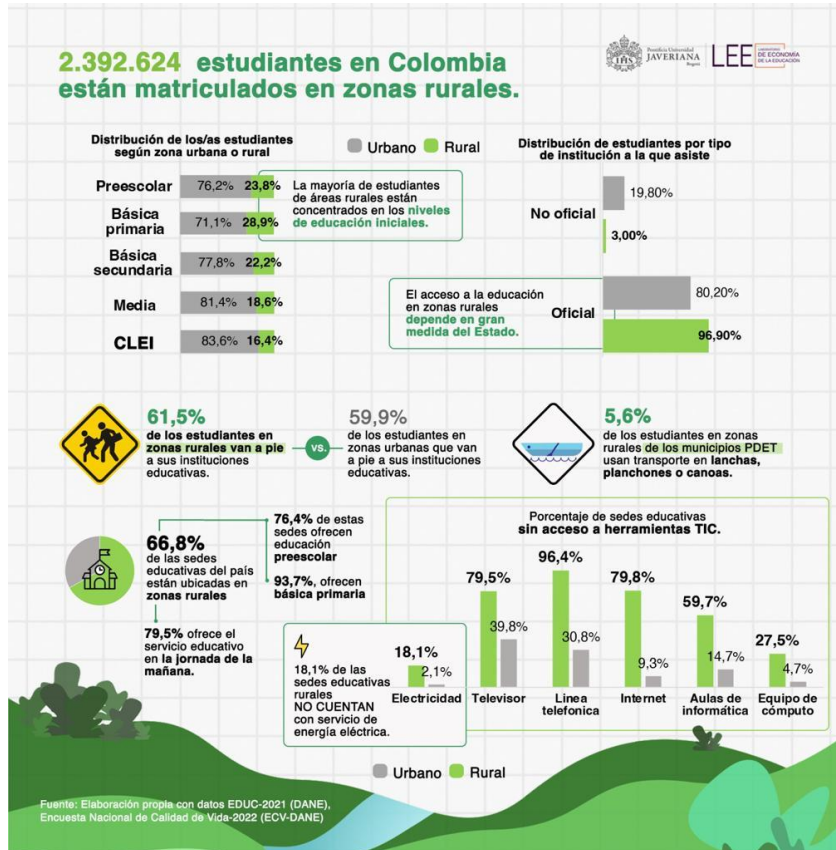 2.392.624 estudiantes en Colombia
están matriculados en zonas rurales.
Pontificia Universidad
JAVERIANA
Bogotá
LEE
LABORATORIO
DE ECONOMÍA
DE LA EDUCACIÓN
Distribución de los/as estudiantes
según zona urbana o rural
Urbano Rural
Preescolar 76,2% 23,8%
Básica
primaria 71,1% 28,9%
Básica
secundaria 77,8% 22,2%
Media 81,4% 18,6%
CLEI 83,6% 16,4%
La mayoría de estudiantes
de áreas rurales están
concentrados en los niveles
de educación iniciales.
Distribución de estudiantes por tipo
de institución a la que asiste
No oficial
19,80%
3,00%
El acceso a la educación
en zonas rurales
depende en gran
medida del Estado.
Oficial
80,20%
96,90%
61,5%
de los estudiantes en
zonas rurales van a pie
a sus instituciones
educativas.
vs.
59,9%
de los estudiantes en
zonas urbanas que van
a pie a sus instituciones
educativas.
5,6%
de los estudiantes en zonas
rurales de los municipios PDET
usan transporte en lanchas,
planchones o canoas.
66,8%
de las sedes
educativas del país
están ubicadas en
zonas rurales
76,4% de estas
sedes ofrecen
educación
preescolar
93,7%, ofrecen
básica primaria
79,5% ofrece el
servicio educativo
en la jornada de la
mañana.
18,1% de las
sedes educativas
rurales
NO CUENTAN
con servicio de
energía eléctrica.
Porcentaje de sedes educativas
sin acceso a herramientas TIC.
18,1% 2,1%
Electricidad
79,5% 39,8%
Televisor
96,4% 30,8%
Linea
telefonica
79,8% 9,3%
Internet
59,7% 14,7%
Aulas de
informática
27,5% 4,7%
Equipo de
cómputo
Urbano Rural
Fuente: Elaboración propia con datos EDUC-2021 (DANE),
Encuesta Nacional de Calidad de Vida-2022 (ECV-DANE)